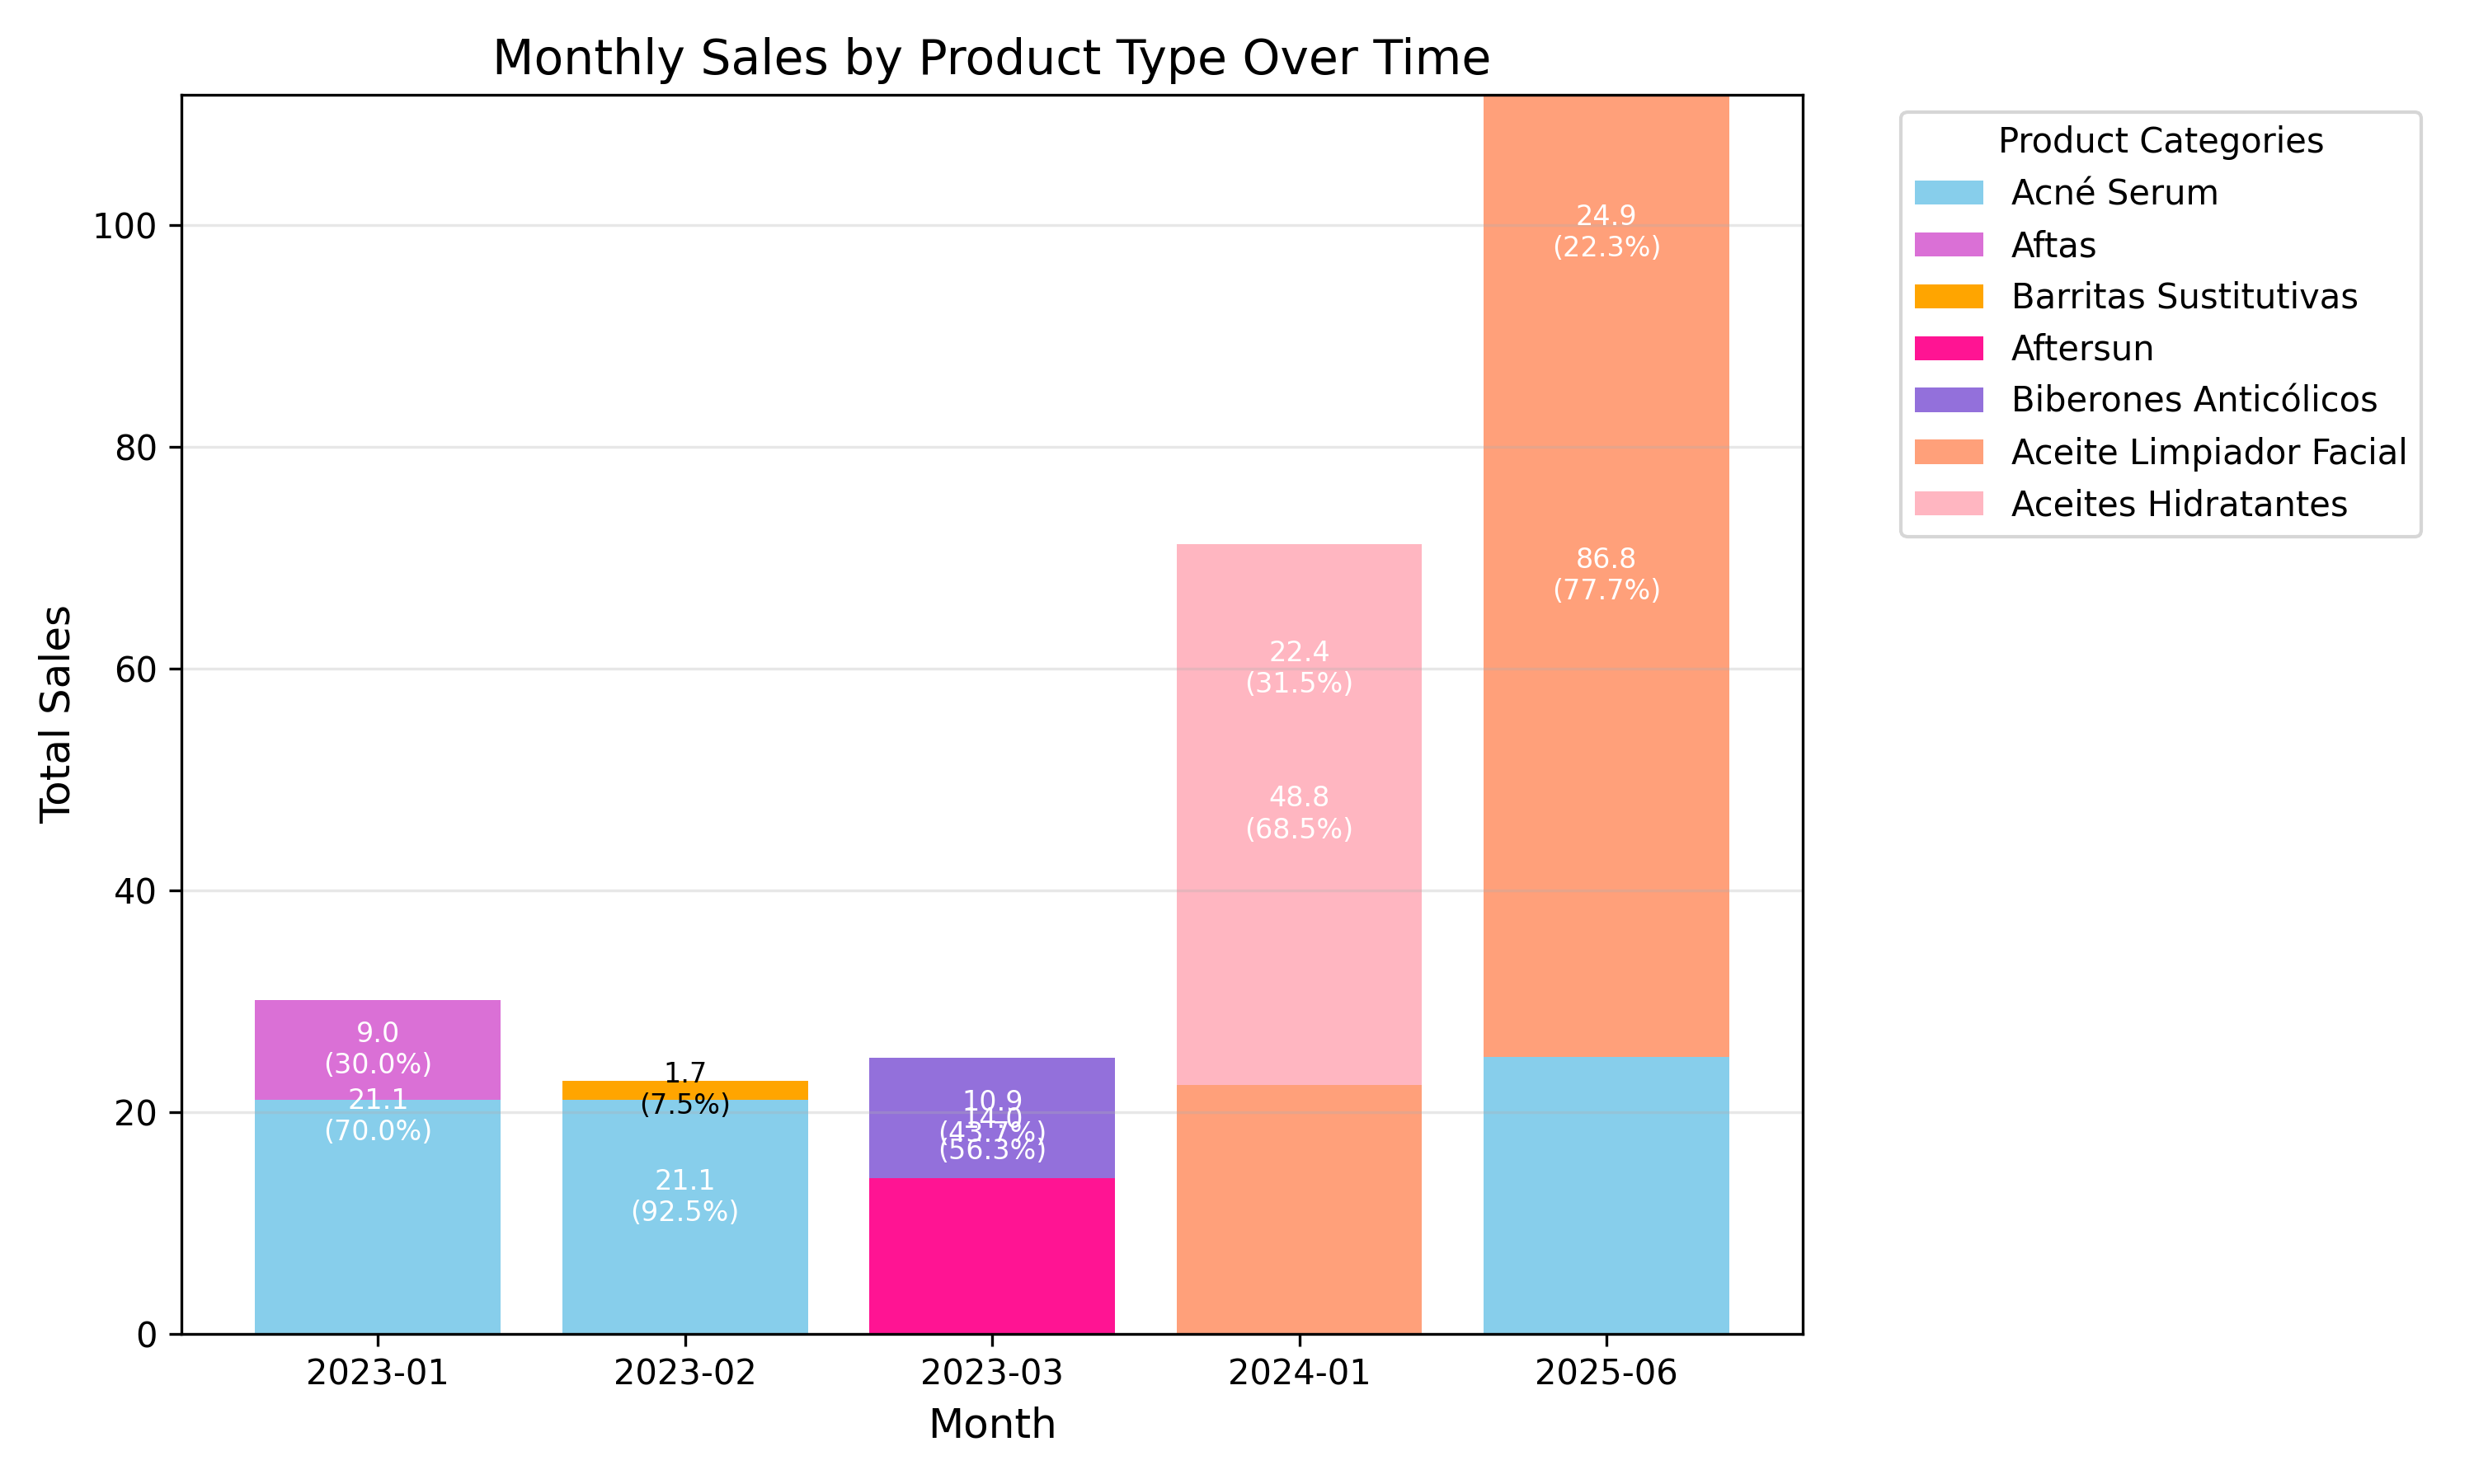 Monthly Sales by Product Type Over Time
Total Sales
100
80
60
40
20
0
9.0
(30.0%)
21.1
(70.0%)
1.7
(7.5%)
21.1
(92.5%)
10.9
(43.7%)
14.0
(56.3%)
22.4
(31.5%)
48.8
(68.5%)
24.9
(22.3%)
86.8
(77.7%)
2023-01
2023-02
2023-03
2024-01
2025-06
Month
Product Categories
Acné Serum
Aftas
Barritas Sustitutivas
Aftersun
Biberones Anticólicos
Aceite Limpiador Facial
Aceites Hidratantes